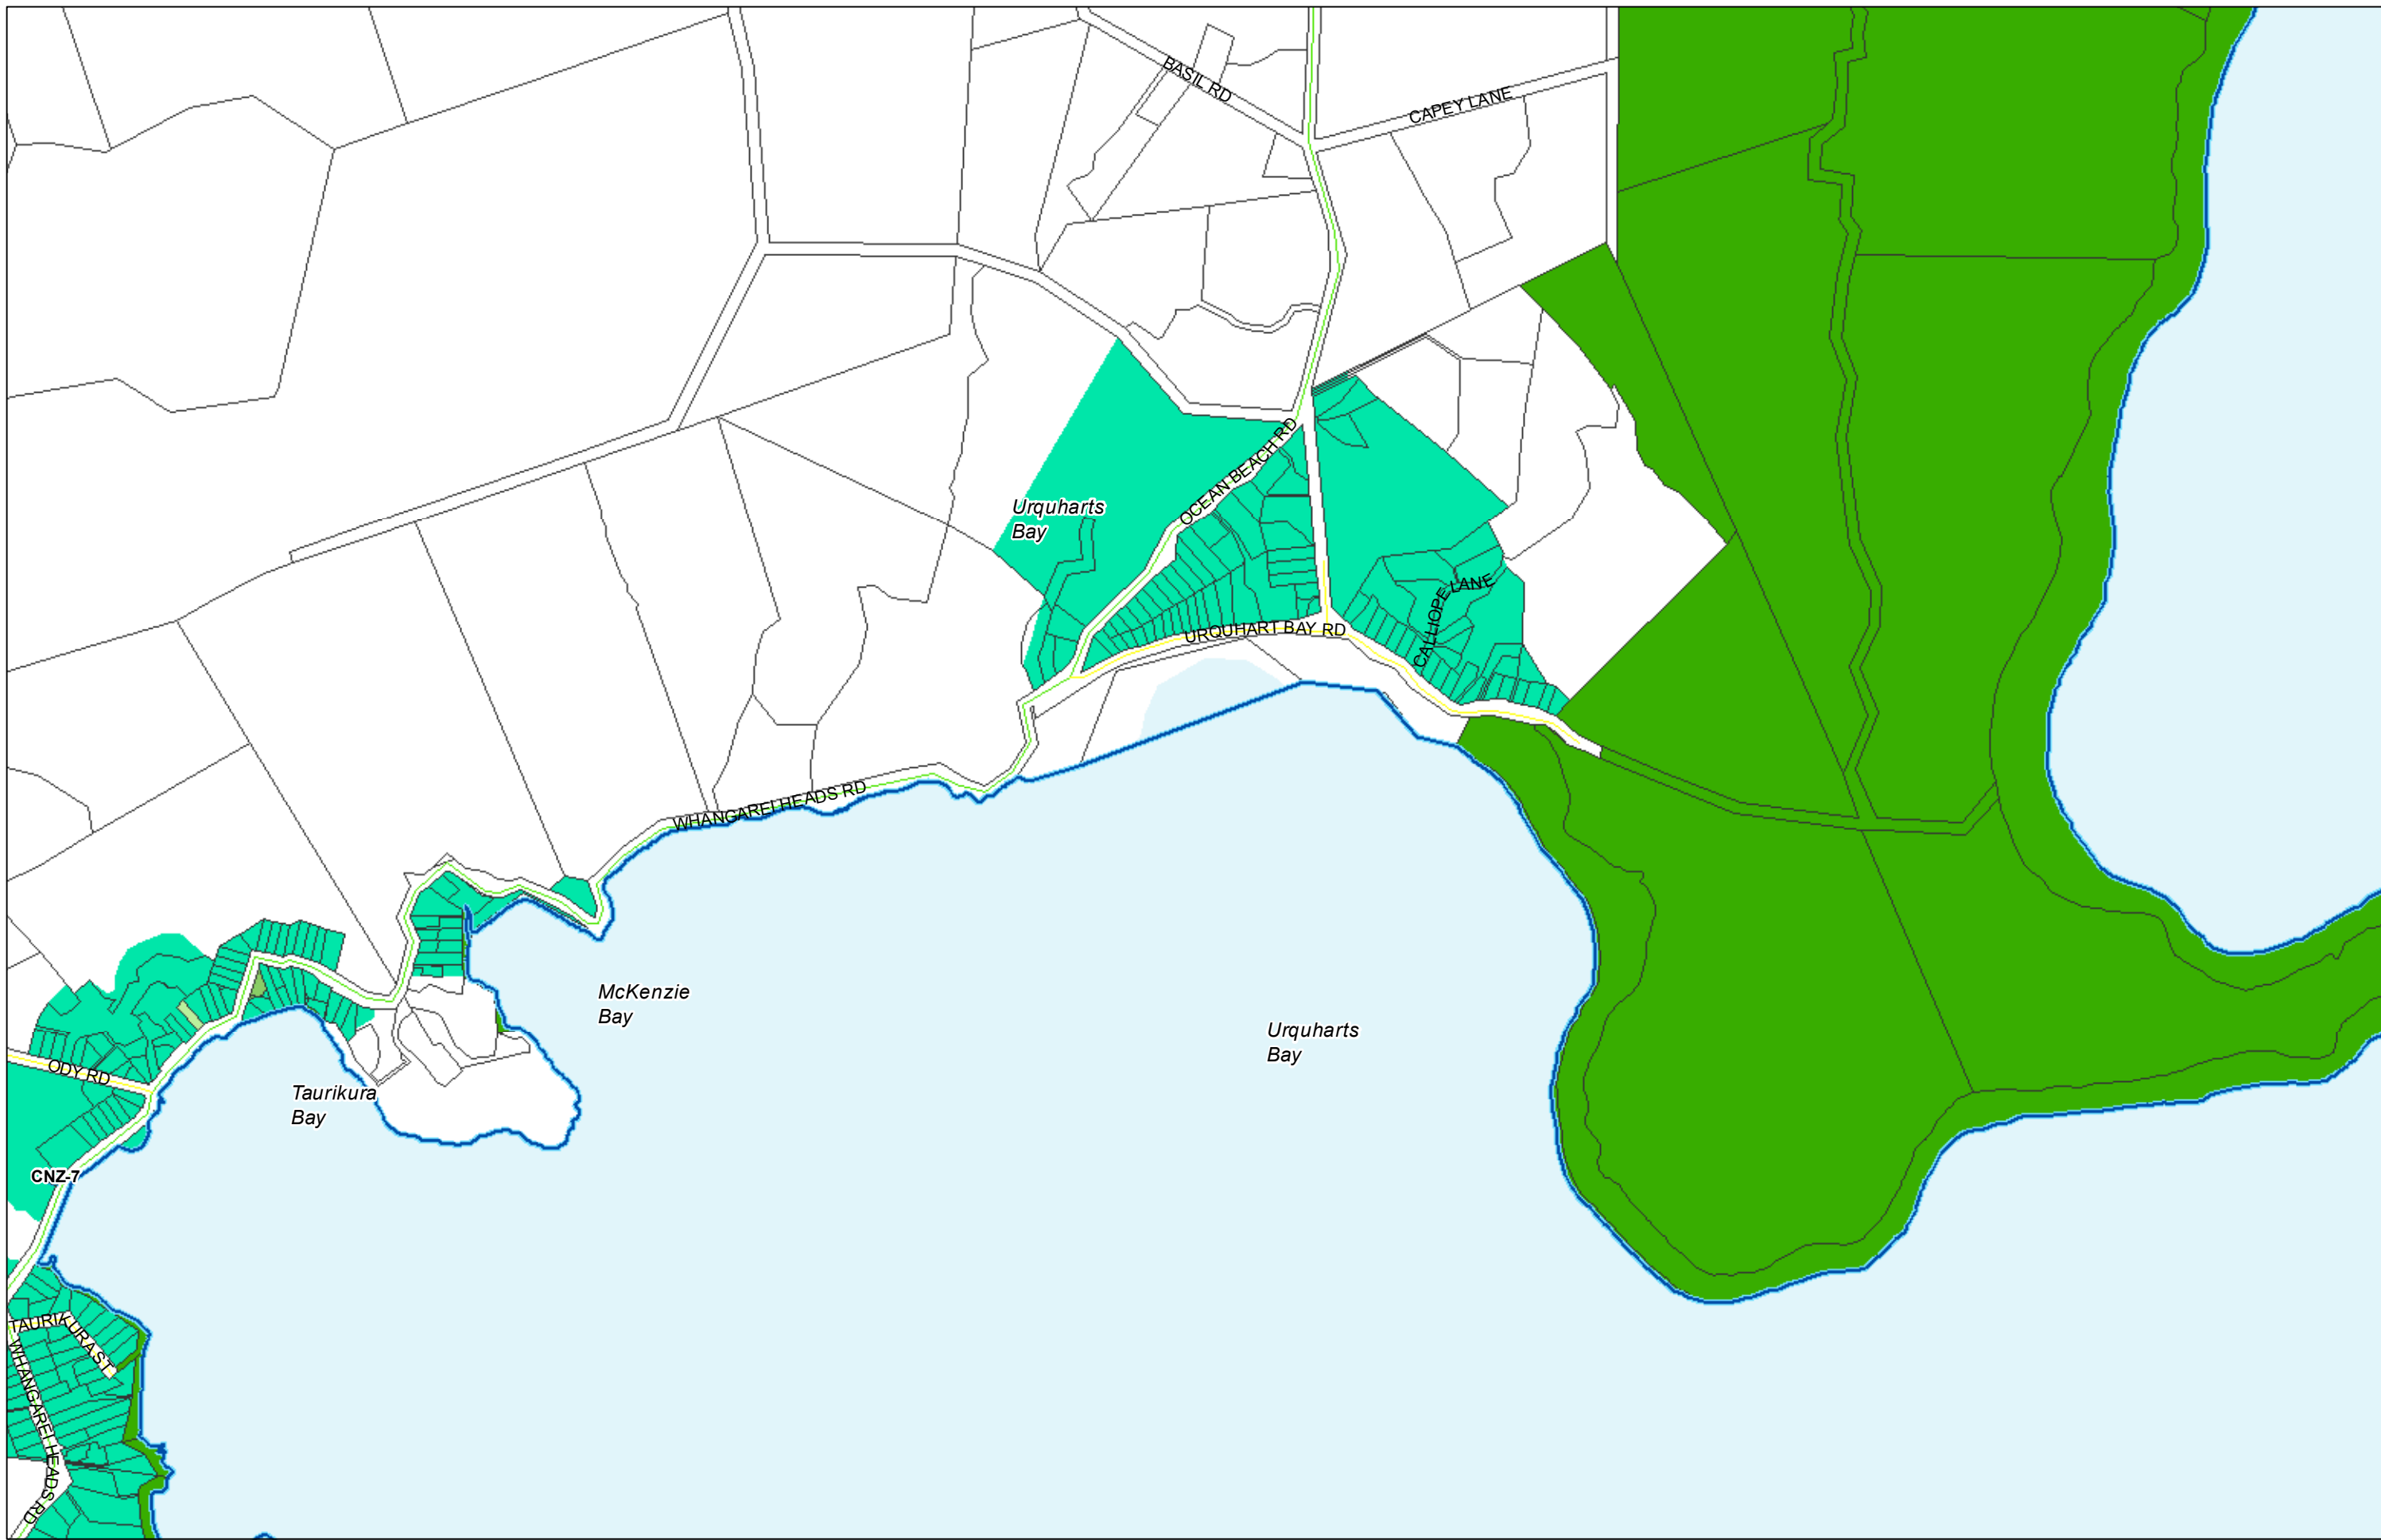 BASIL RD
CAPEY LANE
OCEAN BEACH RD
Urquharts
Bay
CALLIOPE LANE
URQUHART BAY RD
WHANGAREI HEADS RD
McKenzie
Bay
Urquharts
Bay
ODY RD
Taurikura
Bay
CNZ-7
TAURIKURA ST
WHANGAREI HEADS RD